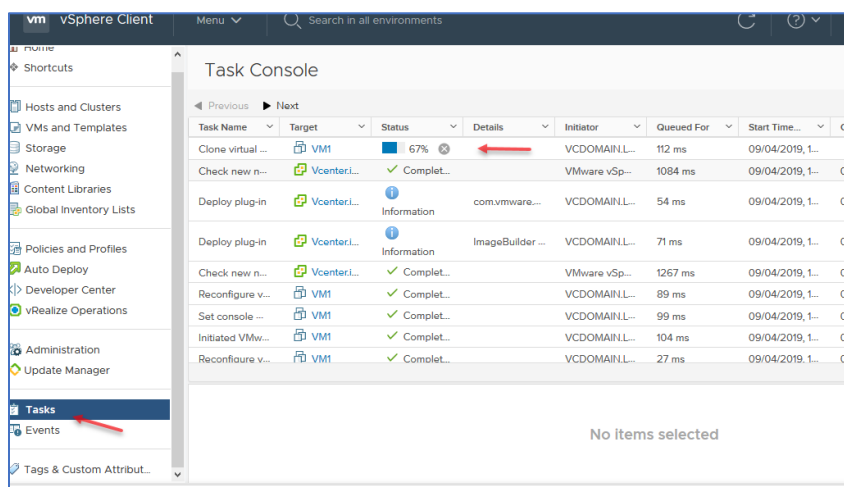 vm vSphere Client Menu Search in all environments
Home
Shortcuts
Hosts and Clusters
VMs and Templates
Storage
Networking
Content Libraries
Global Inventory Lists
Policies and Profiles
Auto Deploy
Developer Center
vRealize Operations
Administration
Update Manager
Tasks
Events
Tags & Custom Attribut...
Task Console
Previous Next
Task Name Target Status Details Initiator Queued For Start Time...
Clone virtual ... VM1 67% VCDOMAIN.L... 112 ms 09/04/2019, 1...
Check new n... Vcenter.i... Complet... VMware vSp... 1084 ms 09/04/2019, 1...
Deploy plug-in Vcenter.i... Information com.vmware.... VCDOMAIN.L... 54 ms 09/04/2019, 1...
Deploy plug-in Vcenter.i... Information ImageBuilder ... VCDOMAIN.L... 71 ms 09/04/2019, 1...
Check new n... Vcenter.i... Complet... VMware vSp... 1267 ms 09/04/2019, 1...
Reconfigure v... VM1 Complet... VCDOMAIN.L... 89 ms 09/04/2019, 1...
Set console ... VM1 Complet... VCDOMAIN.L... 99 ms 09/04/2019, 1...
Initiated VMw... VM1 Complet... VCDOMAIN.L... 104 ms 09/04/2019, 1...
Reconfigure v... VM1 Complet... VCDOMAIN.L... 27 ms 09/04/2019, 1...
No items selected